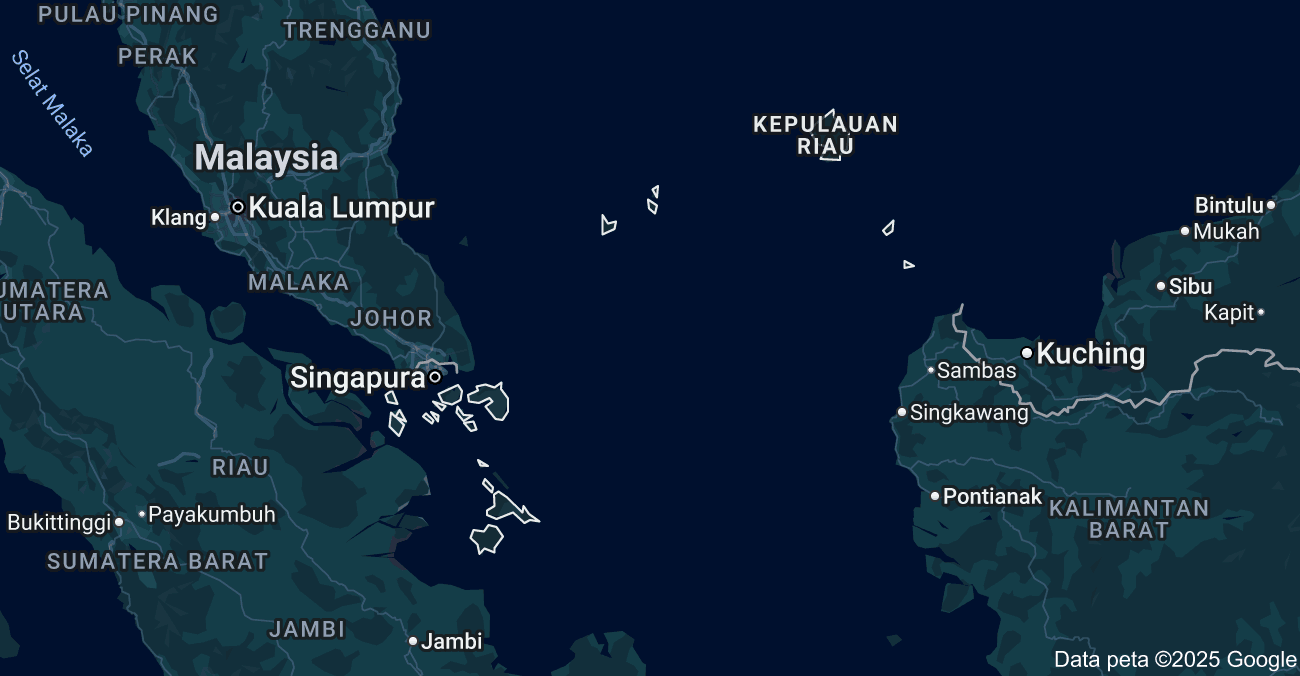 PULAU PINANG
TRENGGANU
PERAK
Selat Malaka
KEPULAUAN
RIAU
Malaysia
Klang
Kuala Lumpur
Bintulu
Mukah
MALAKA
UMATERA
UTARA
Sibu
Kapit
JOHOR
Kuching
Singapura
Sambas
Singkawang
RIAU
Pontianak
KALIMANTAN
BARAT
Payakumbuh
Bukittinggi
SUMATERA BARAT
JAMBI
Jambi
Data peta ©2025 Google